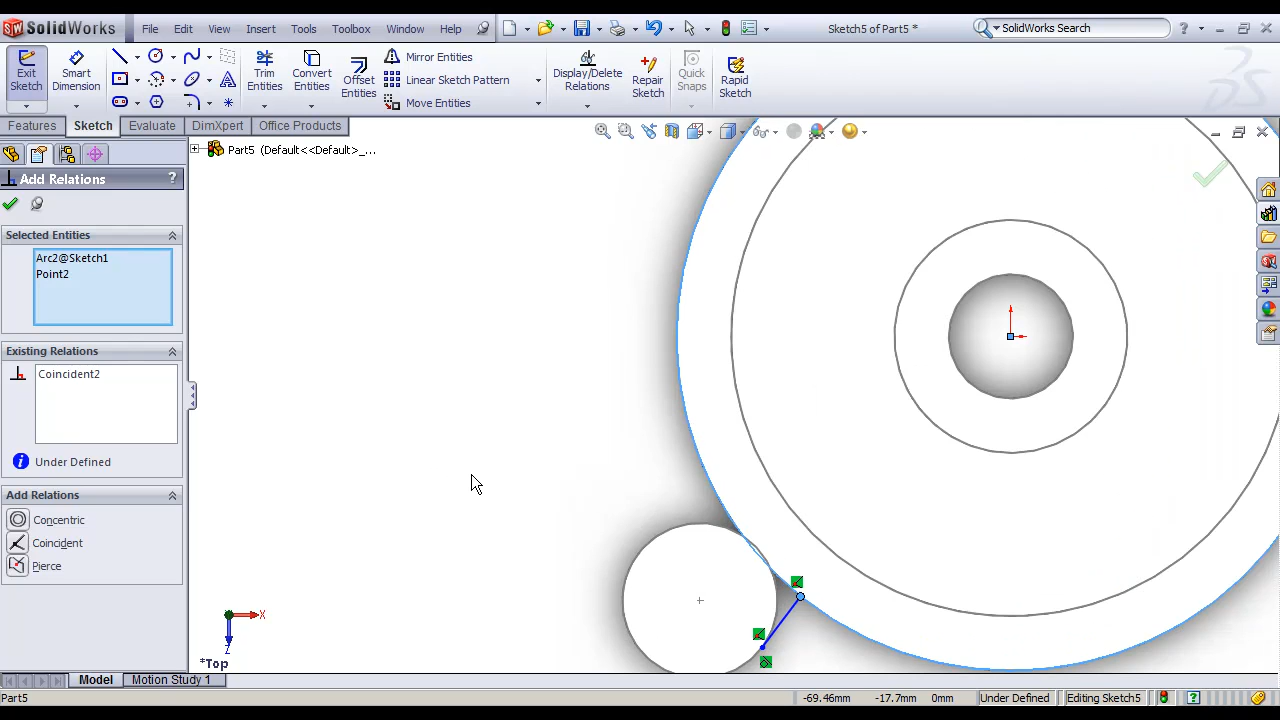 SolidWorks File Edit View Insert Tools Toolbox Window Help Sketch5 of Part5 * SolidWorks Search
Exit Sketch
Smart Dimension
Trim Entities
Convert Entities
Offset Entities
Mirror Entities
Linear Sketch Pattern
Move Entities
Display/Delete Relations
Repair Sketch
Quick Snaps
Rapid Sketch
Features Sketch Evaluate DimXpert Office Products
Part5 (Default<<Default>_...
Add Relations ?
Selected Entities
Arc2@Sketch1
Point2
Existing Relations
Coincident2
Under Defined
Add Relations
Concentric
Coincident
Pierce
X
Z
*Top
Model Motion Study 1
Part5 -69.46mm -17.7mm 0mm Under Defined Editing Sketch5